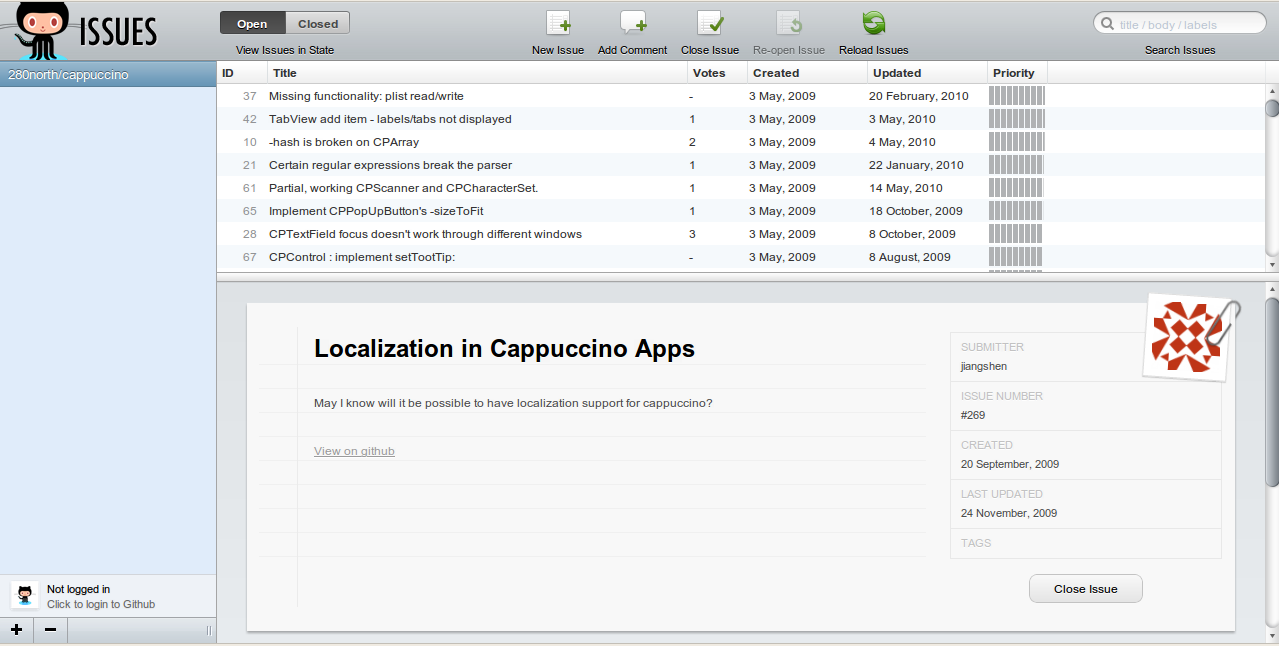 ISSUES
Open Closed
View Issues in State
New Issue Add Comment Close Issue Re-open Issue Reload Issues
title / body / labels
Search Issues
280north/cappuccino
ID Title Votes Created Updated Priority
37 Missing functionality: plist read/write - 3 May, 2009 20 February, 2010
42 TabView add item - labels/tabs not displayed 1 3 May, 2009 3 May, 2010
10 -hash is broken on CPArray 2 3 May, 2009 4 May, 2010
21 Certain regular expressions break the parser 1 3 May, 2009 22 January, 2010
61 Partial, working CPScanner and CPCharacterSet. 1 3 May, 2009 14 May, 2010
65 Implement CPPopUpButton's -sizeToFit 1 3 May, 2009 18 October, 2009
28 CPTextField focus doesn't work through different windows 3 3 May, 2009 8 October, 2009
67 CPControl : implement setTootTip: - 3 May, 2009 8 August, 2009
Localization in Cappuccino Apps
May I know will it be possible to have localization support for cappuccino?
View on github
SUBMITTER
jiangshen
ISSUE NUMBER
#269
CREATED
20 September, 2009
LAST UPDATED
24 November, 2009
TAGS
Close Issue
Not logged in
Click to login to Github